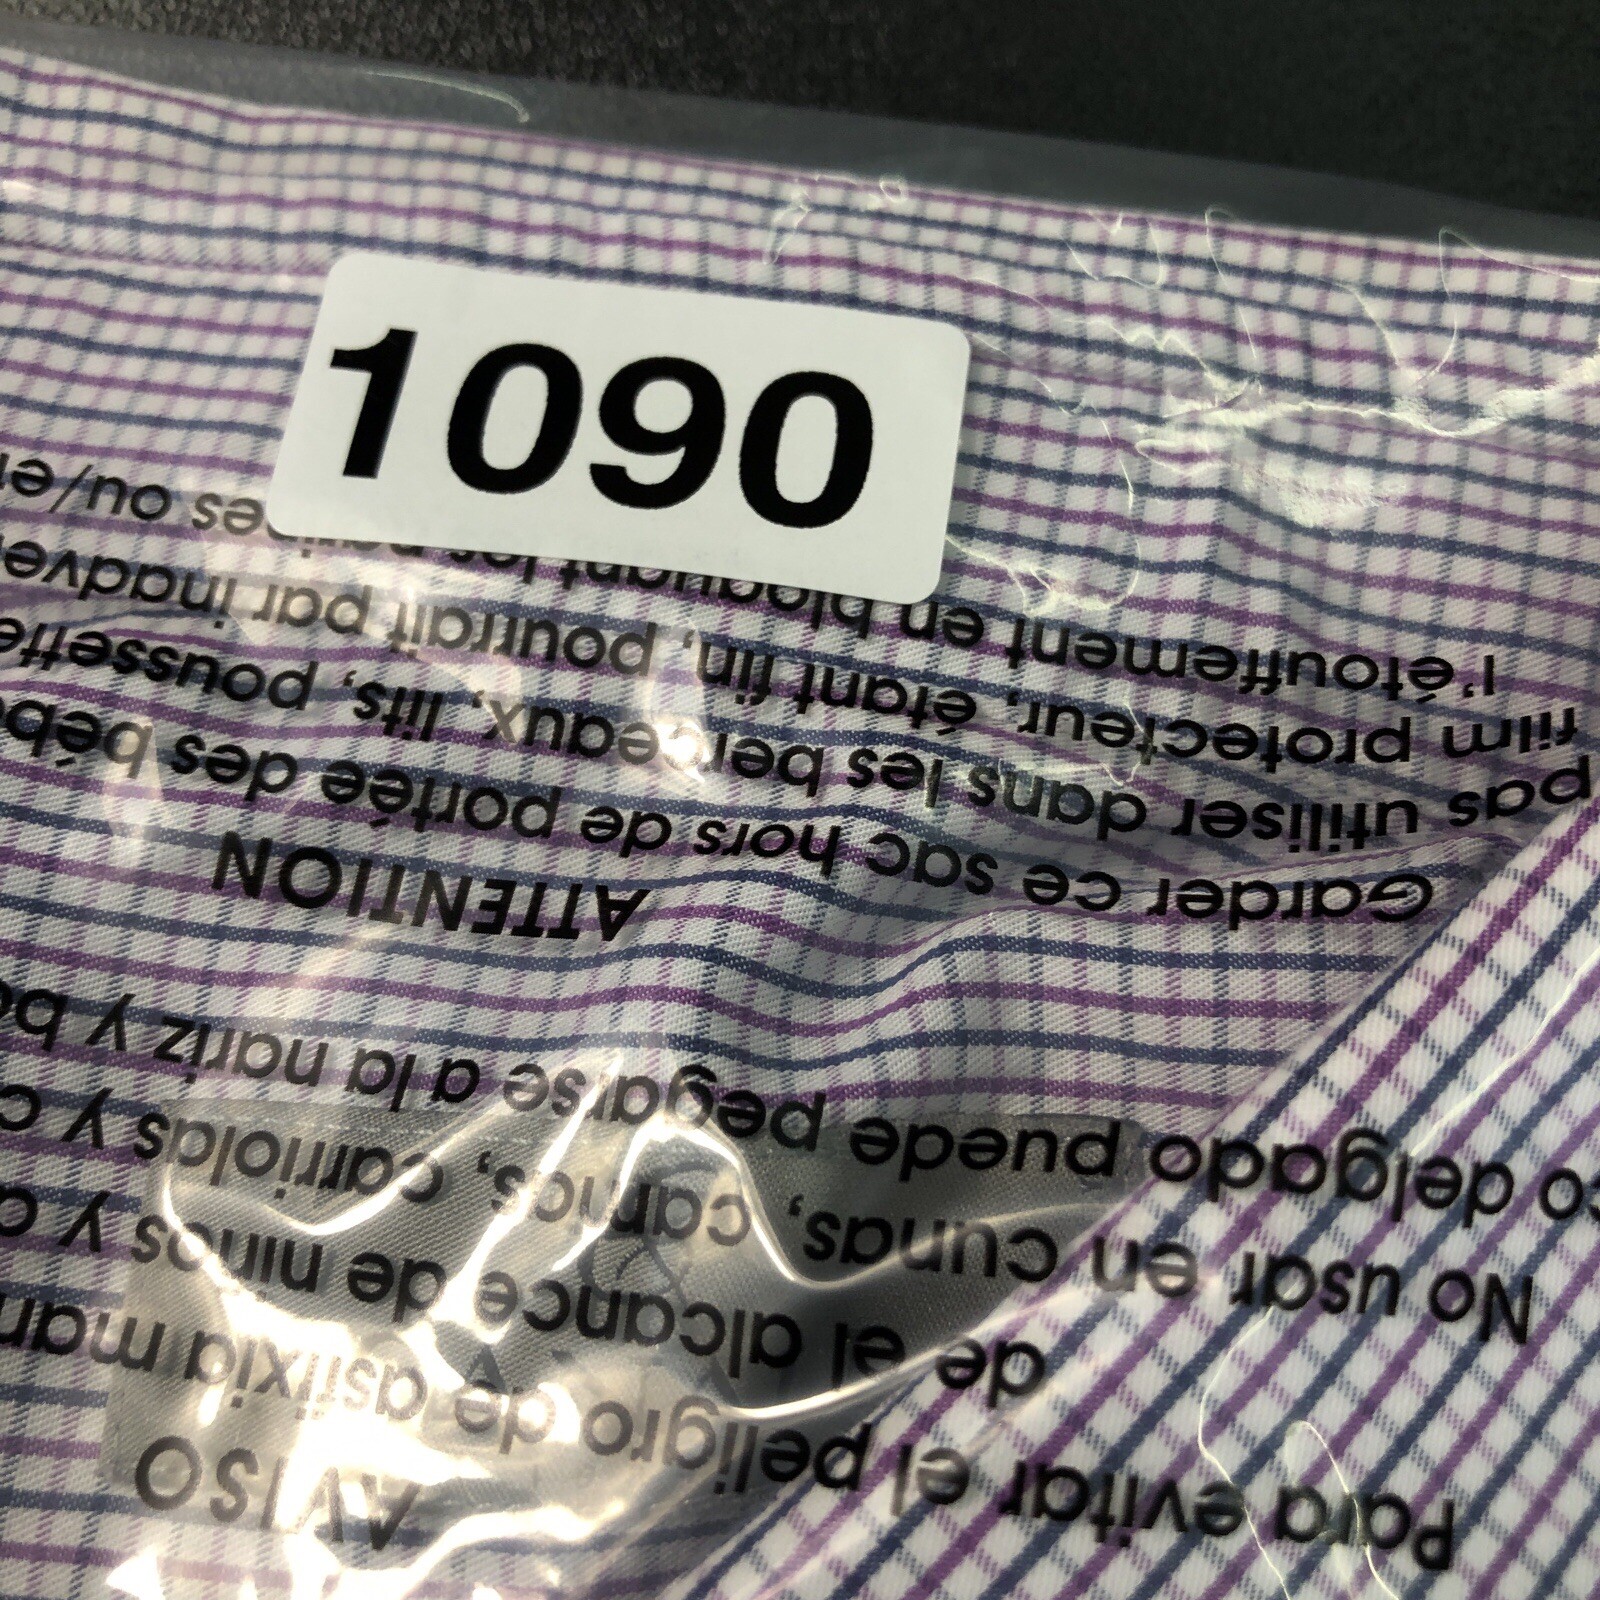 1090
AVISO
Para evitar el peligro de asfixia man
de el alcance de niños y
No usar en cunas, camas, carriolas y c
co delgado puede pegarse a la nariz y bo
ATTENTION
Garder ce sac hors de portée des bébé
pas utiliser dans les berceaux, lits, poussette
film protecteur, étant fin, pourrait par inadve
l'étouffement en bloquant les ou/e